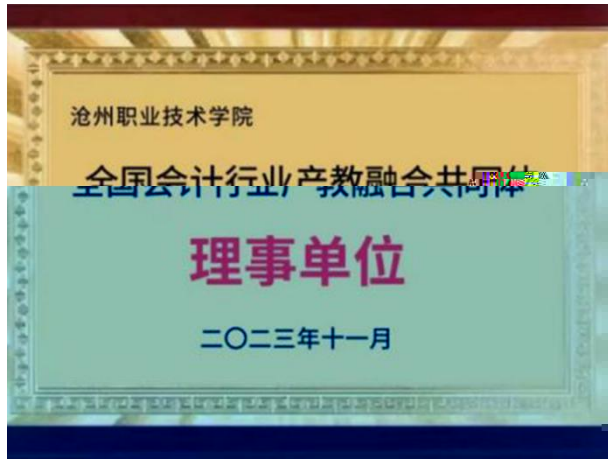 沧州职业技术学院
全国会计行业产教融合共同体
理事单位
二〇二三年十一月